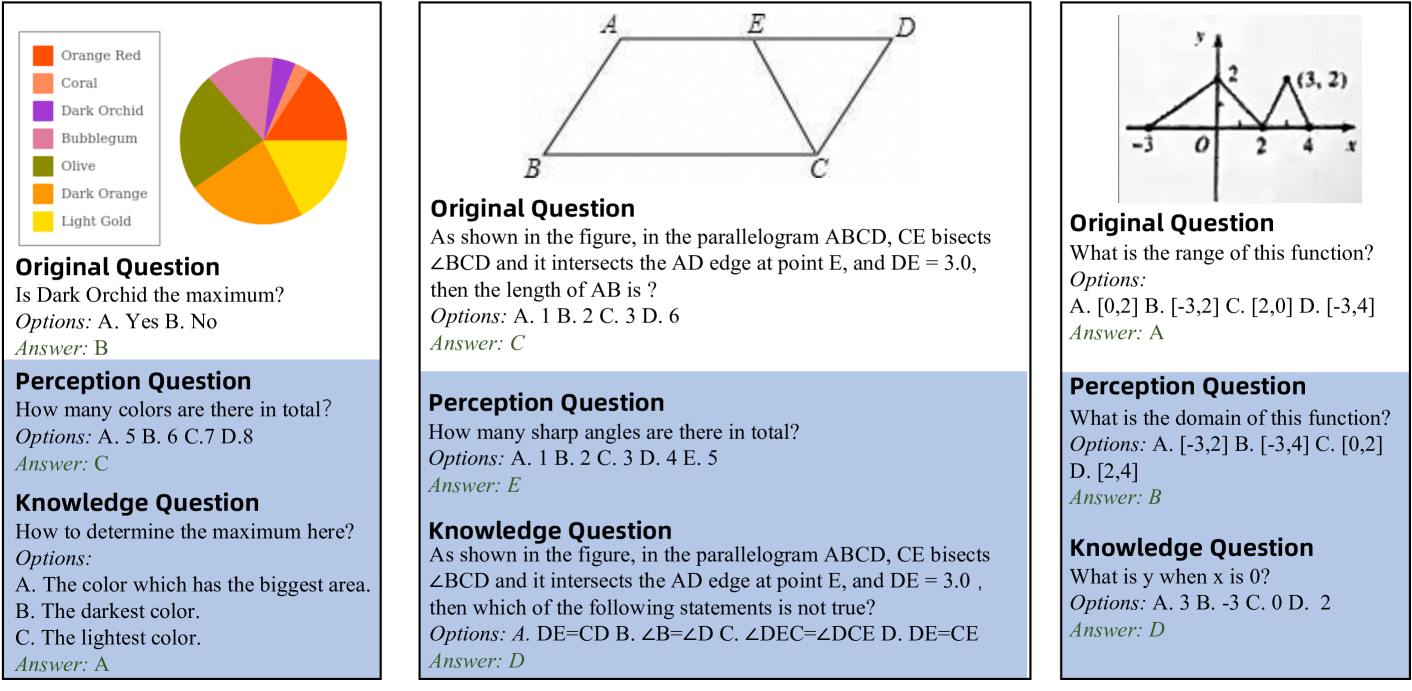 Orange Red
Coral
Dark Orchid
Bubblegum
Olive
Dark Orange
Light Gold
Original Question
Is Dark Orchid the maximum?
Options: A. Yes B. No
Answer: B
Perception Question
How many colors are there in total?
Options: A. 5 B. 6 C.7 D.8
Answer: C
Knowledge Question
How to determine the maximum here?
Options:
A. The color which has the biggest area.
B. The darkest color.
C. The lightest color.
Answer: A
A E D
B C
Original Question
As shown in the figure, in the parallelogram ABCD, CE bisects
∠BCD and it intersects the AD edge at point E, and DE = 3.0,
then the length of AB is ?
Options: A. 1 B. 2 C. 3 D. 6
Answer: C
Perception Question
How many sharp angles are there in total?
Options: A. 1 B. 2 C. 3 D. 4 E. 5
Answer: E
Knowledge Question
As shown in the figure, in the parallelogram ABCD, CE bisects
∠BCD and it intersects the AD edge at point E, and DE = 3.0 ,
then which of the following statements is not true?
Options: A. DE=CD B. ∠B=∠D C. ∠DEC=∠DCE D. DE=CE
Answer: D
y
2 (3, 2)
-3 0 2 4 x
Original Question
What is the range of this function?
Options:
A. [0,2] B. [-3,2] C. [2,0] D. [-3,4]
Answer: A
Perception Question
What is the domain of this function?
Options: A. [-3,2] B. [-3,4] C. [0,2]
D. [2,4]
Answer: B
Knowledge Question
What is y when x is 0?
Options: A. 3 B. -3 C. 0 D. 2
Answer: D